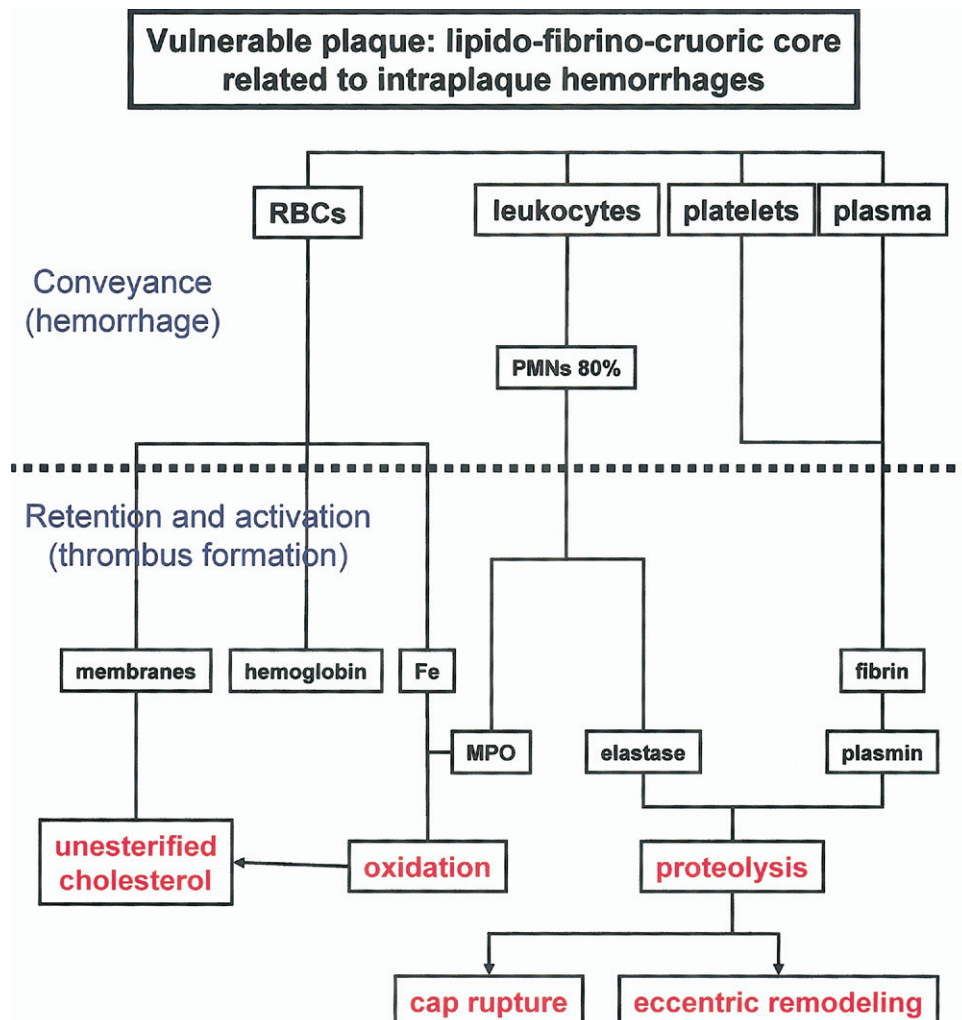 Vulnerable plaque: lipido-fibrino-cruoric core
related to intraplaque hemorrhages
RBCs
leukocytes
platelets
plasma
Conveyance
(hemorrhage)
PMNs 80%
Retention and activation
(thrombus formation)
membranes
hemoglobin
Fe
fibrin
MPO
elastase
plasmin
unesterified
cholesterol
oxidation
proteolysis
cap rupture
eccentric remodeling